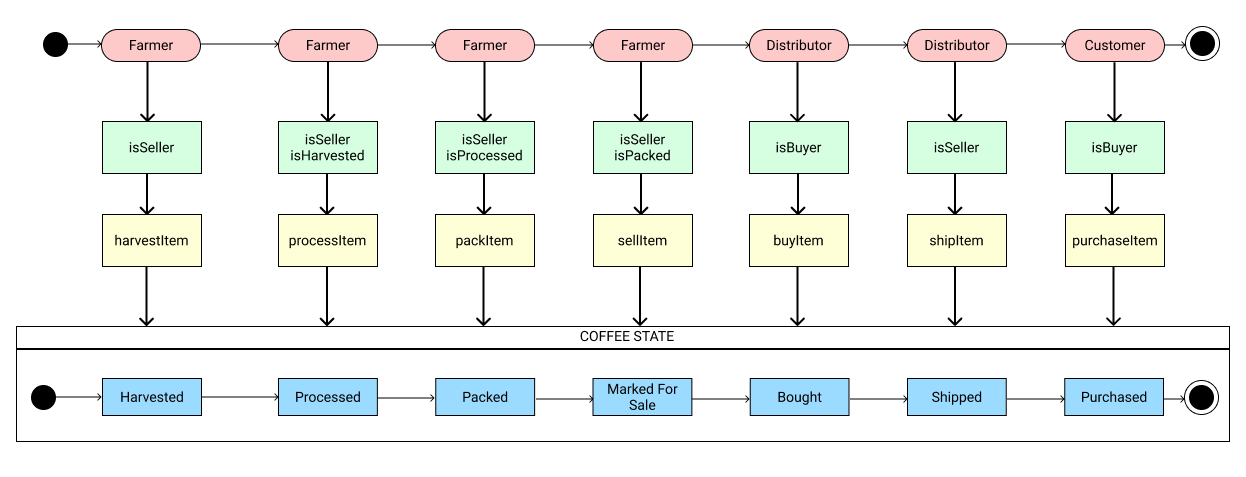 Farmer
Farmer
Farmer
Farmer
Distributor
Distributor
Customer
isSeller
isSeller
isHarvested
isSeller
isProcessed
isSeller
isPacked
isBuyer
isSeller
isBuyer
harvestItem
processItem
packItem
sellItem
buyItem
shipItem
purchaseItem
COFFEE STATE
Harvested
Processed
Packed
Marked For
Sale
Bought
Shipped
Purchased